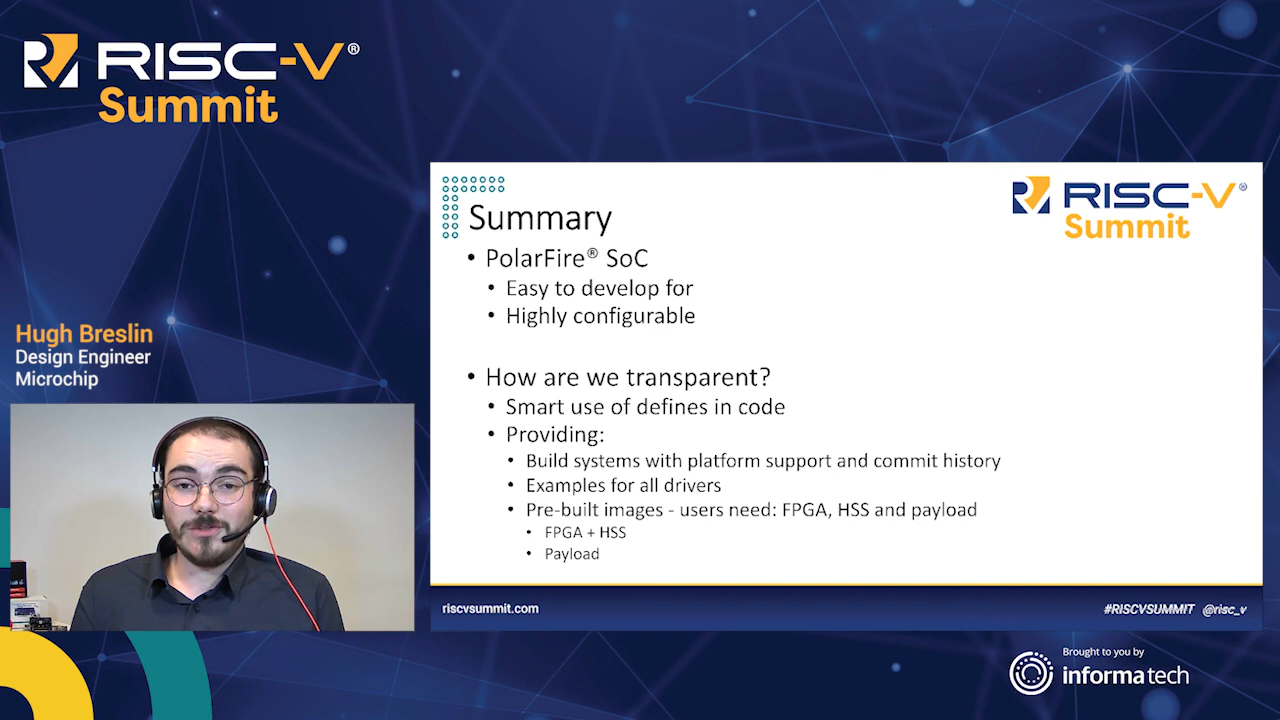 RISC-V®
Summit
Hugh Breslin
Design Engineer
Microchip
RISC-V®
Summit
Summary
• PolarFire® SoC
• Easy to develop for
• Highly configurable
• How are we transparent?
• Smart use of defines in code
• Providing:
• Build systems with platform support and commit history
• Examples for all drivers
• Pre-built images - users need: FPGA, HSS and payload
• FPGA + HSS
• Payload
riscvsummit.com
#RISCVSUMMIT @risc_v
Brought to you by
informa tech